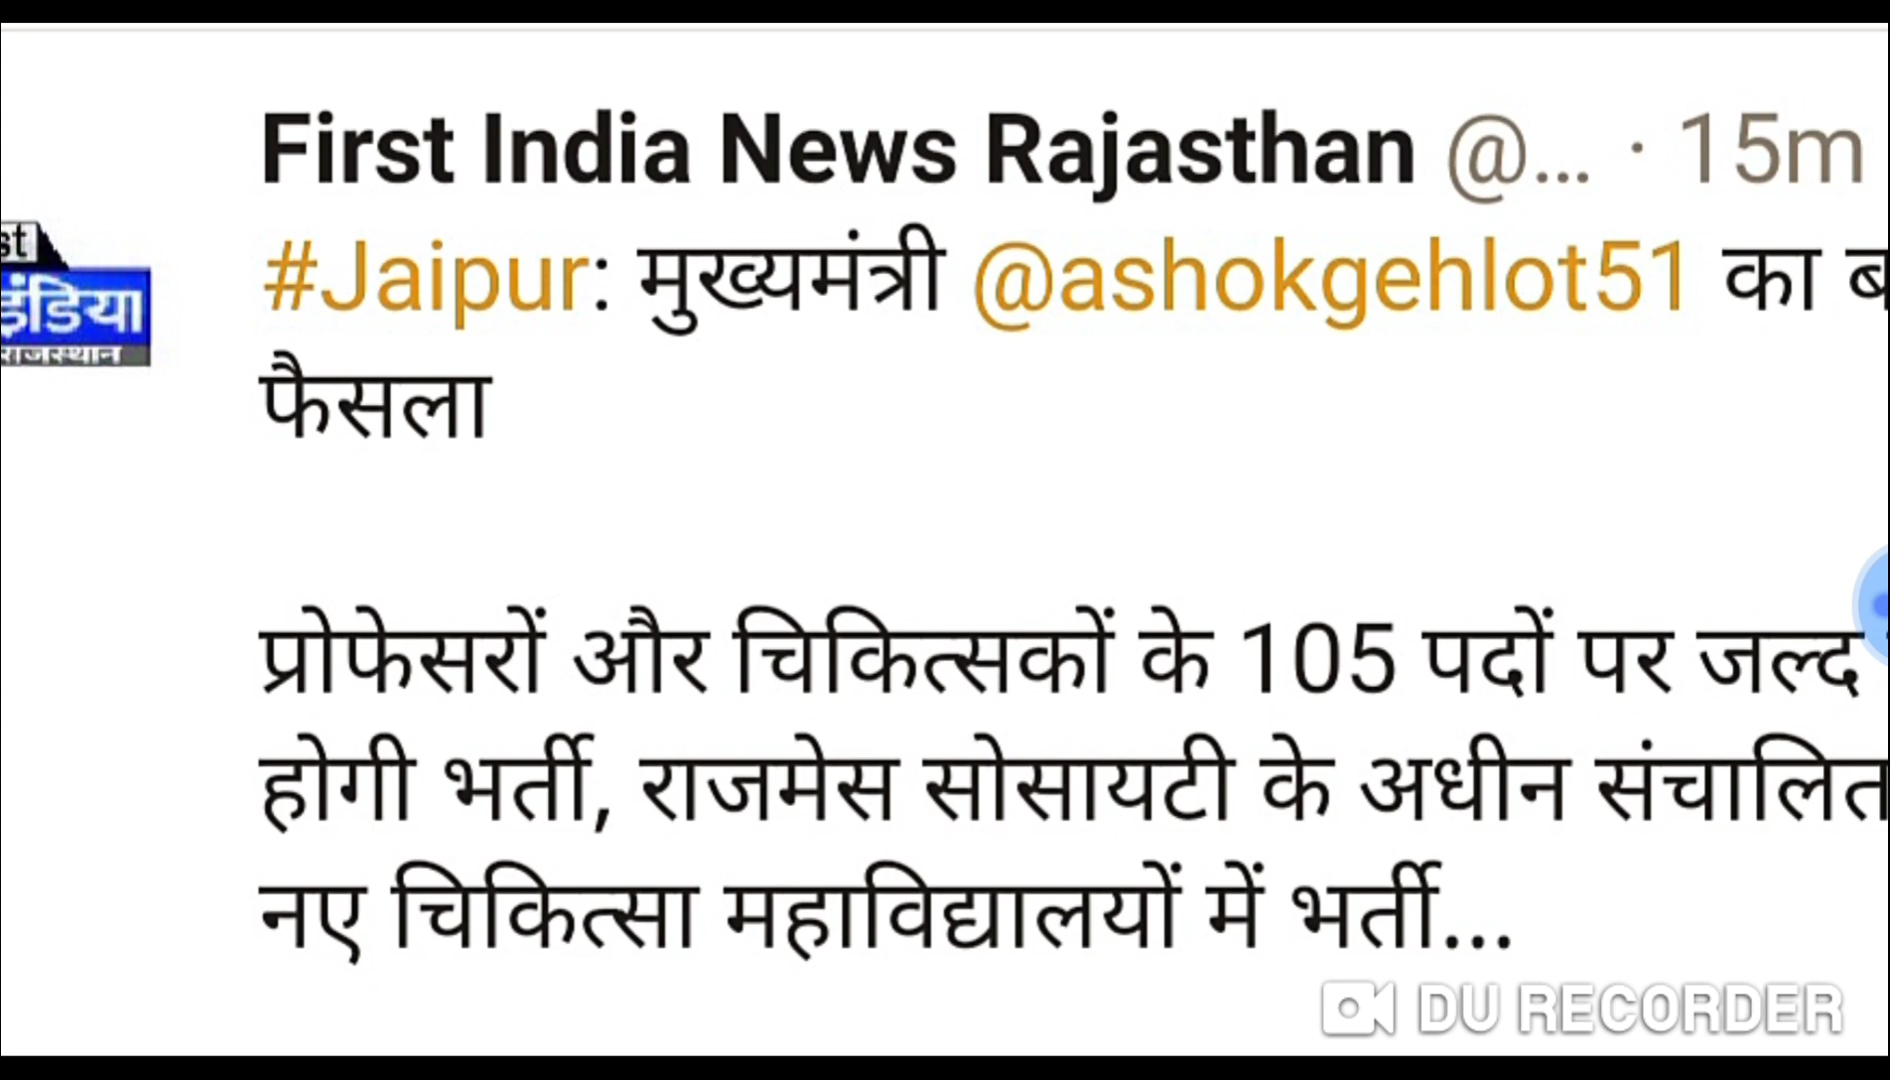 First India News Rajasthan @... · 15m
st
इंडिया
राजस्थान
#Jaipur: मुख्यमंत्री @ashokgehlot51 का
फैसला
प्रोफेसरों और चिकित्सकों के 105 पदों पर जल्द
होगी भर्ती, राजमेस सोसायटी के अधीन संचालित
नए चिकित्सा महाविद्यालयों में भर्ती...
DU RECORDER